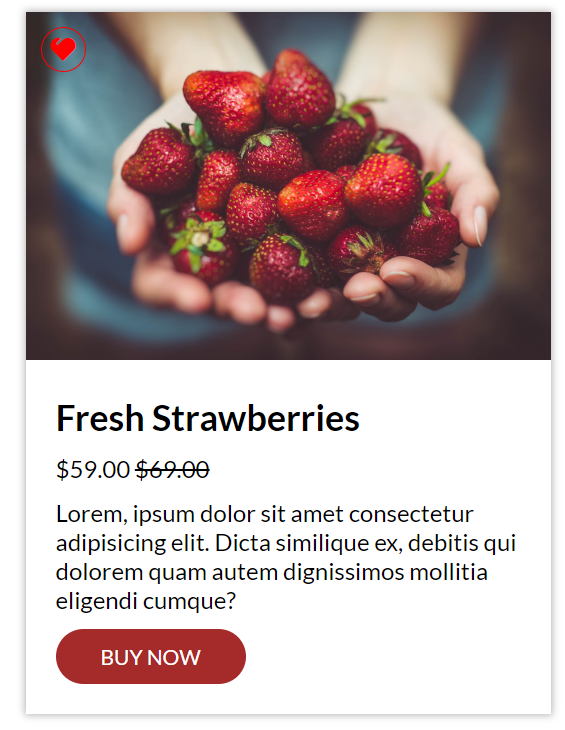 Fresh Strawberries
$59.00 $69.00
Lorem, ipsum dolor sit amet consectetur
adipisicing elit. Dicta similique ex, debitis qui
dolorem quam autem dignissimos mollitia
eligendi cumque?
BUY NOW